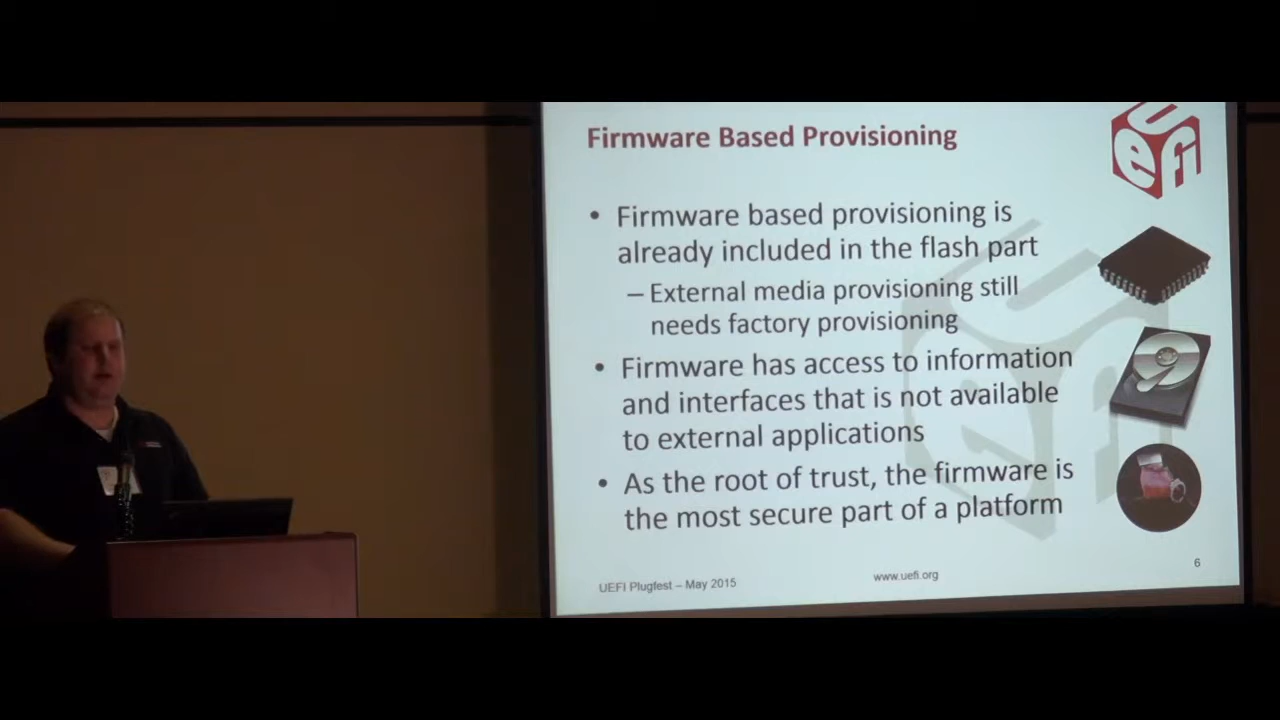 Firmware Based Provisioning
UEFI
• Firmware based provisioning is
already included in the flash part
– External media provisioning still
needs factory provisioning
• Firmware has access to information
and interfaces that is not available
to external applications
• As the root of trust, the firmware is
the most secure part of a platform
UEFI Plugfest – May 2015
www.uefi.org
6